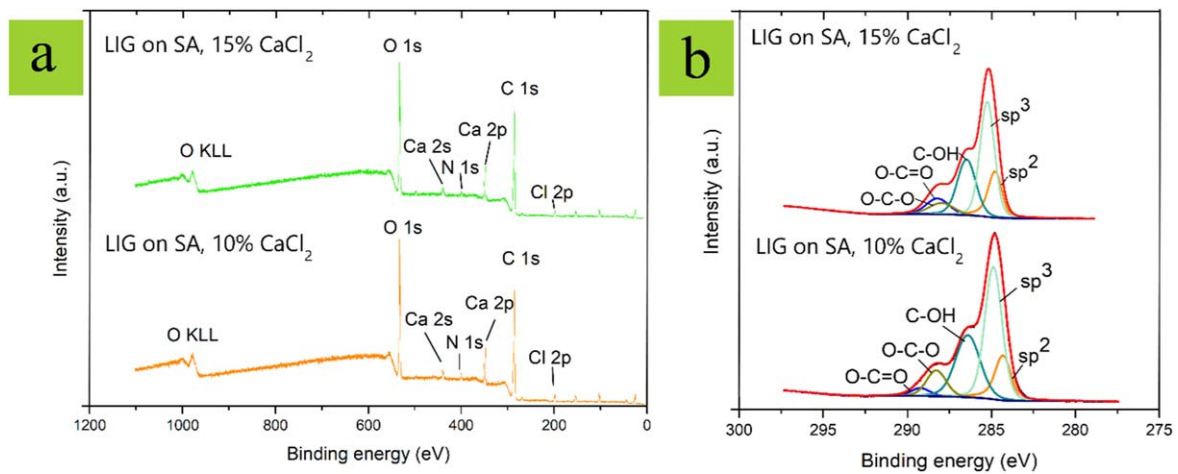 a
LIG on SA, 15% CaCl₂
O 1s
C 1s
O KLL
Ca 2s
N 1s
Ca 2p
Cl 2p
LIG on SA, 10% CaCl₂
O 1s
C 1s
O KLL
Ca 2s
N 1s
Ca 2p
Cl 2p
Intensity (a.u.)
1200 1000 800 600 400 200 0
Binding energy (eV)
b
LIG on SA, 15% CaCl₂
sp³
C-OH
O-C=O
O-C-O
sp²
LIG on SA, 10% CaCl₂
sp³
C-OH
O-C-O
O-C=O
sp²
Intensity (a.u.)
300 295 290 285 280 275
Binding energy (eV)